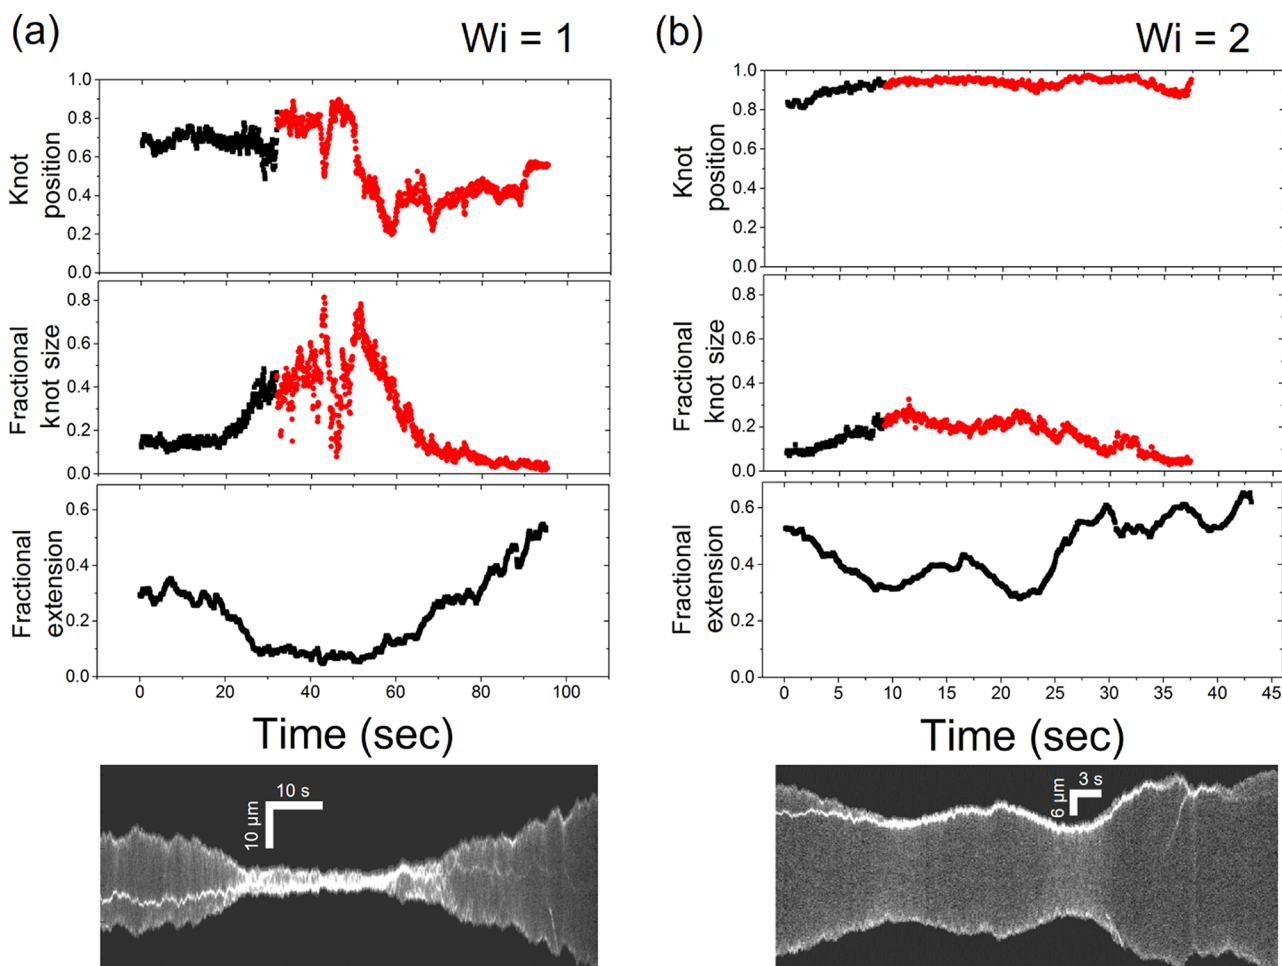 (a)
Wi = 1
Knot
position
1.0
0.8
0.6
0.4
0.2
0.0
Fractional
knot size
0.8
0.6
0.4
0.2
0.0
Fractional
extension
0.6
0.4
0.2
0.0
0 20 40 60 80 100
Time (sec)
10 s
10 µm
(b)
Wi = 2
Knot
position
1.0
0.8
0.6
0.4
0.2
0.0
Fractional
knot size
0.8
0.6
0.4
0.2
0.0
Fractional
extension
0.6
0.4
0.2
0.0
0 5 10 15 20 25 30 35 40 45
Time (sec)
3 s
6 µm